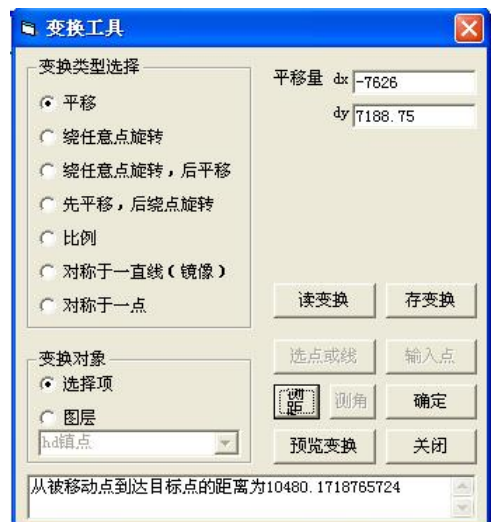 变换工具
变换类型选择
平移
绕任意点旋转
绕任意点旋转，后平移
先平移，后绕点旋转
比例
对称于一直线（镜像）
对称于一点
平移量 dx -7626
dy 7188.75
读变换 存变换
变换对象
选择项
图层
hd镇点
选点或线 输入点
测距 测角 确定
预览变换 关闭
从被移动点到达目标点的距离为10480.1718765724